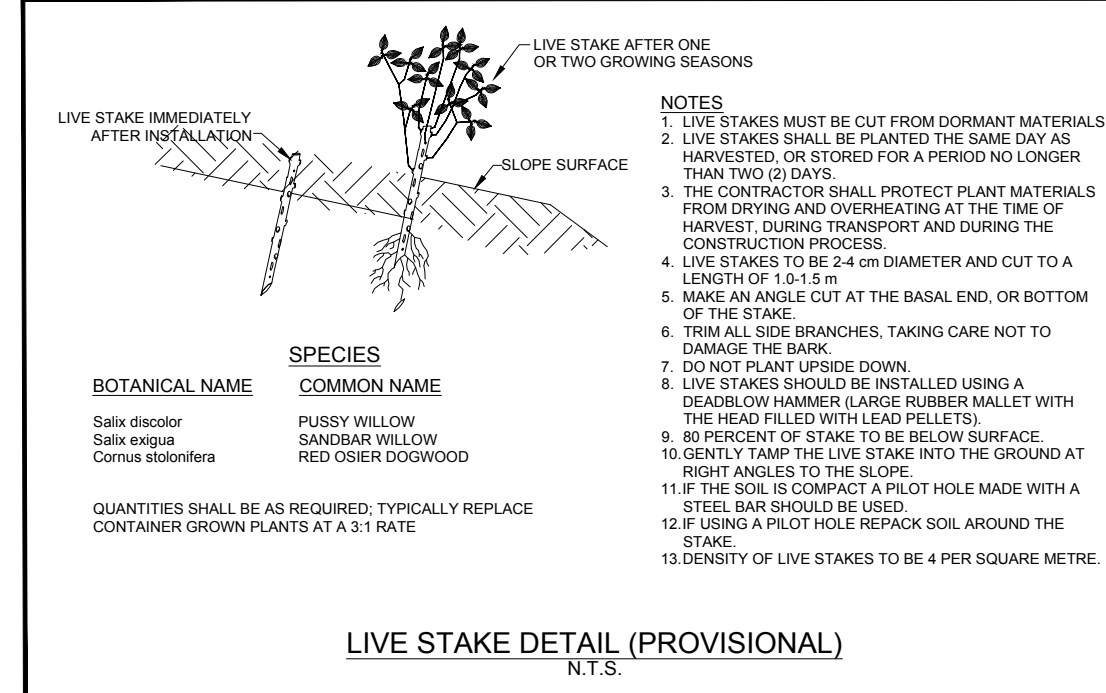 LIVE STAKE AFTER ONE
OR TWO GROWING SEASONS
LIVE STAKE IMMEDIATELY
AFTER INSTALLATION
SLOPE SURFACE
SPECIES
BOTANICAL NAME COMMON NAME
Salix discolor PUSSY WILLOW
Salix exigua SANDBAR WILLOW
Cornus stolonifera RED OSIER DOGWOOD
QUANTITIES SHALL BE AS REQUIRED; TYPICALLY REPLACE
CONTAINER GROWN PLANTS AT A 3:1 RATE
NOTES
1. LIVE STAKES MUST BE CUT FROM DORMANT MATERIALS
2. LIVE STAKES SHALL BE PLANTED THE SAME DAY AS
HARVESTED, OR STORED FOR A PERIOD NO LONGER
THAN TWO (2) DAYS.
3. THE CONTRACTOR SHALL PROTECT PLANT MATERIALS
FROM DRYING AND OVERHEATING AT THE TIME OF
HARVEST, DURING TRANSPORT AND DURING THE
CONSTRUCTION PROCESS.
4. LIVE STAKES TO BE 2-4 cm DIAMETER AND CUT TO A
LENGTH OF 1.0-1.5 m
5. MAKE AN ANGLE CUT AT THE BASAL END, OR BOTTOM
OF THE STAKE.
6. TRIM ALL SIDE BRANCHES, TAKING CARE NOT TO
DAMAGE THE BARK.
7. DO NOT PLANT UPSIDE DOWN.
8. LIVE STAKES SHOULD BE INSTALLED USING A
DEADBLOW HAMMER (LARGE RUBBER MALLET WITH
THE HEAD FILLED WITH LEAD PELLETS).
9. 80 PERCENT OF STAKE TO BE BELOW SURFACE.
10.GENTLY TAMP THE LIVE STAKE INTO THE GROUND AT
RIGHT ANGLES TO THE SLOPE.
11.IF THE SOIL IS COMPACT A PILOT HOLE MADE WITH A
STEEL BAR SHOULD BE USED.
12.IF USING A PILOT HOLE REPACK SOIL AROUND THE
STAKE.
13.DENSITY OF LIVE STAKES TO BE 4 PER SQUARE METRE.
LIVE STAKE DETAIL (PROVISIONAL)
N.T.S.